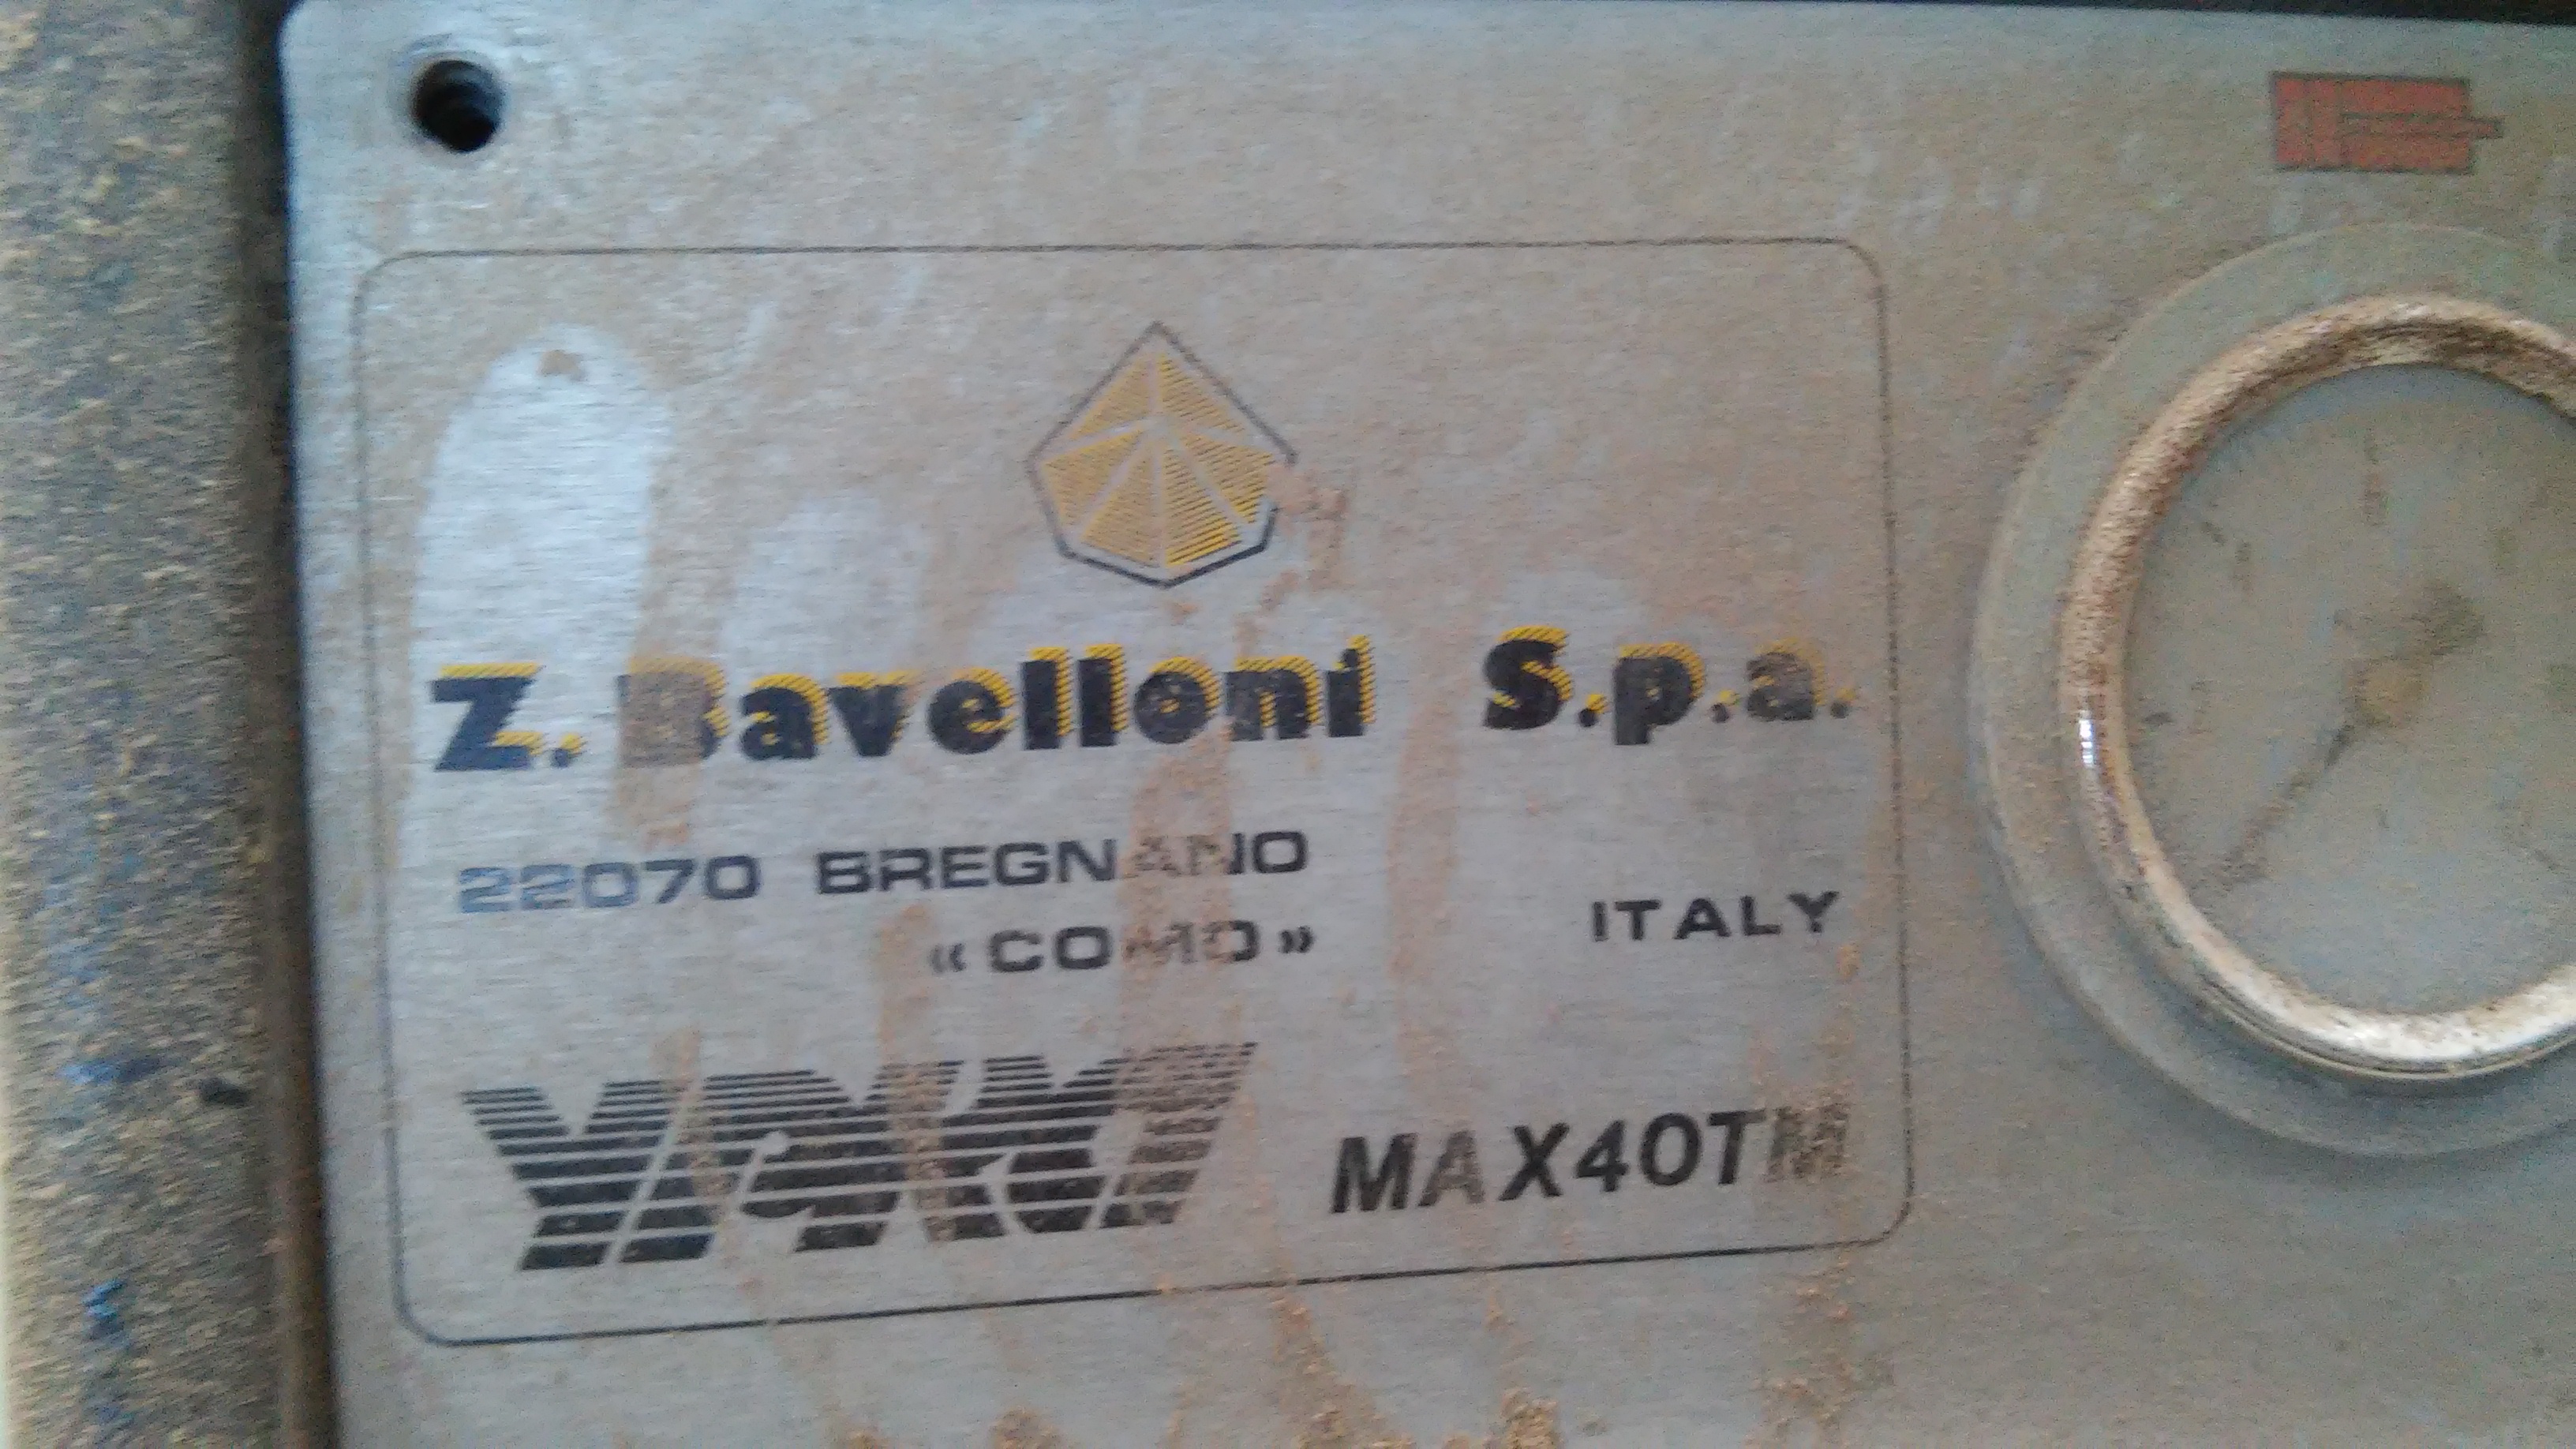 Z. Bavelloni S.p.a.
22070 BREGNANO
«COMO» ITALY
MAX40TM